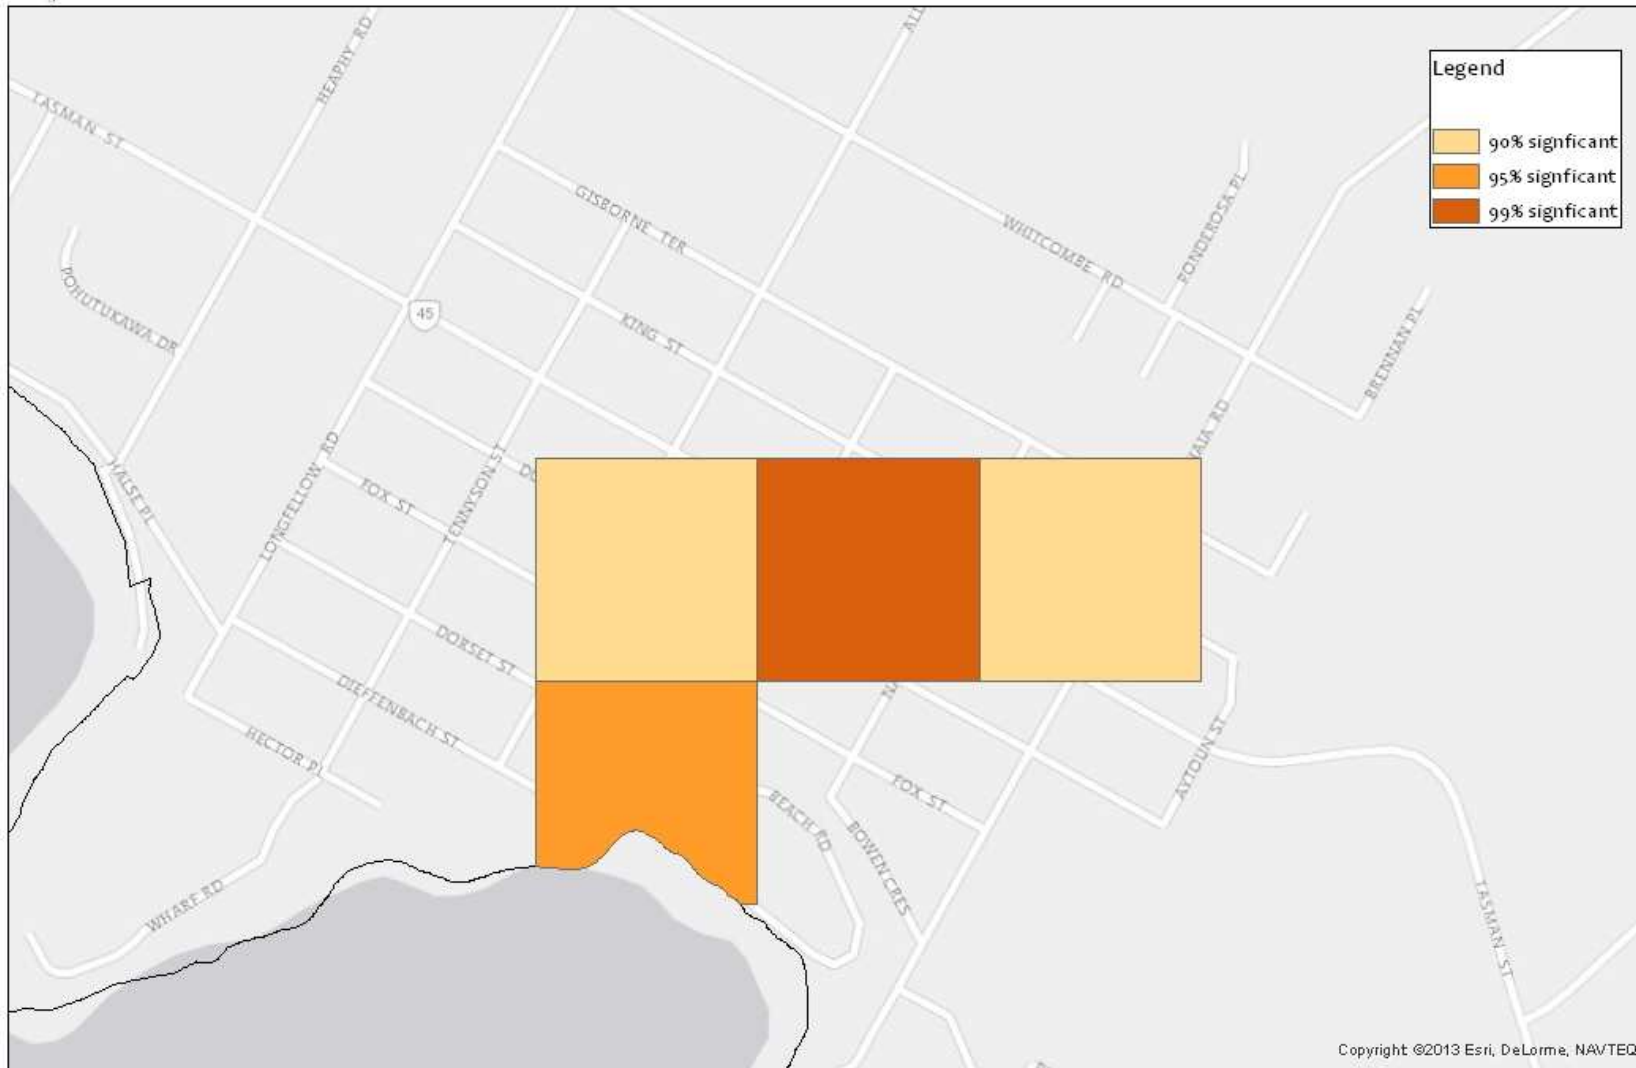 HEAPHY RD
TASMAN ST
Legend
90% signficant
95% signficant
99% signficant
GISBORNE TER
WHITCOMBE RD
PONDEROSA PL
POHUTUKAWA DR
45
KING ST
BRENNAN PL
HALSE PL
LONGFELLOW RD
FOX ST
TENNYSON ST
DORSET ST
DIEFFENBACH ST
HECTOR PL
AYTOUN ST
FOX ST
BEACH RD
BOWEN CRES
WHARF RD
TASMAN ST
Copyright ©2013 Esri, DeLorme, NAVTEQ